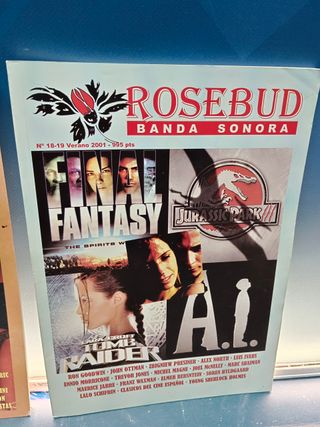 ROSEBUD
BANDA SONORA
Nº 18-19 Verano 2001 - 995 pts
FINAL
FANTASY
THE SPIRITS W
JURASSIC PARK III
TOMB
RAIDER
A.I.
RON GOODWIN - JOHN OTTMAN - ZBIGNIEW PREISNER - ALEX NORTH - LUIS IVARS
ENNIO MORRICONE - TREVOR JONES - MICHEL MAGNE - JOEL McNEELY - MARC SHAIMAN
MAURICE JARRE - FRANZ WAXMAN - ELMER BERNSTEIN - SOREN HYLDGAARD
LALO SCHIFRIN - CLASICOS DEL CINE ESPAÑOL - YOUNG SHERLOCK HOLMES